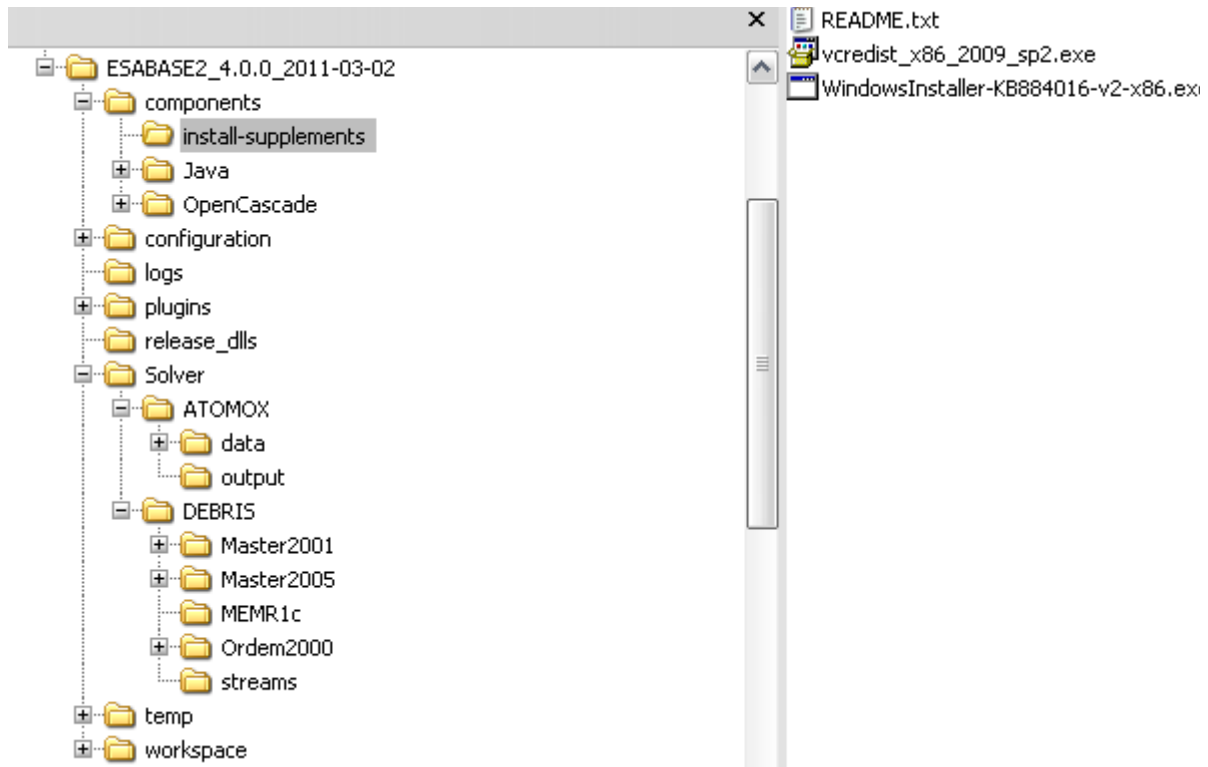 ESABASE2_4.0.0_2011-03-02
components
install-supplements
Java
OpenCascade
configuration
logs
plugins
release_dlls
Solver
ATOMOX
data
output
DEBRIS
Master2001
Master2005
MEMR1c
Ordem2000
streams
temp
workspace
README.txt
vcredist_x86_2009_sp2.exe
WindowsInstaller-KB884016-v2-x86.ex